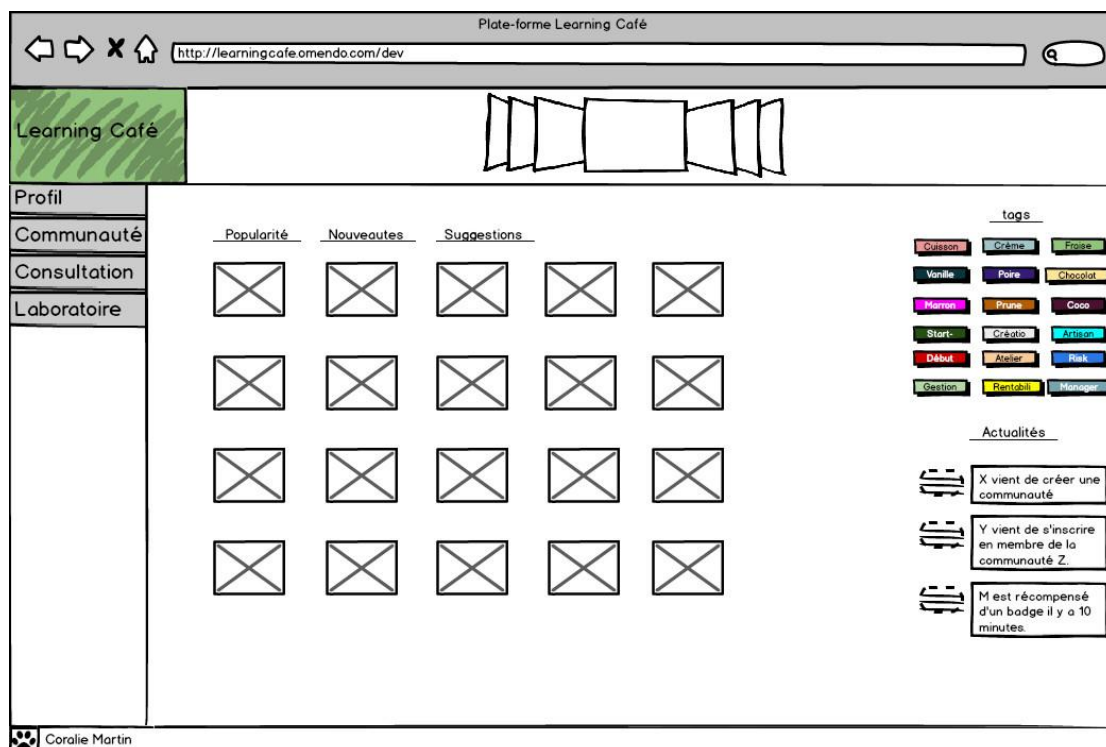 Plate-forme Learning Café
http://learningcafe.omendo.com/dev
Learning Café
Profil
Communauté
Consultation
Laboratoire
Popularité Nouveautes Suggestions
tags
Cuisson Crème Fraise
Vanille Poire Chocolat
Marron Prune Coco
Start- Créatio Artisan
Début Atelier Risk
Gestion Rentabili Manager
Actualités
X vient de créer une
communauté
Y vient de s'inscrire
en membre de la
communauté Z.
M est récompensé
d'un badge il y a 10
minutes.
Coralie Martin